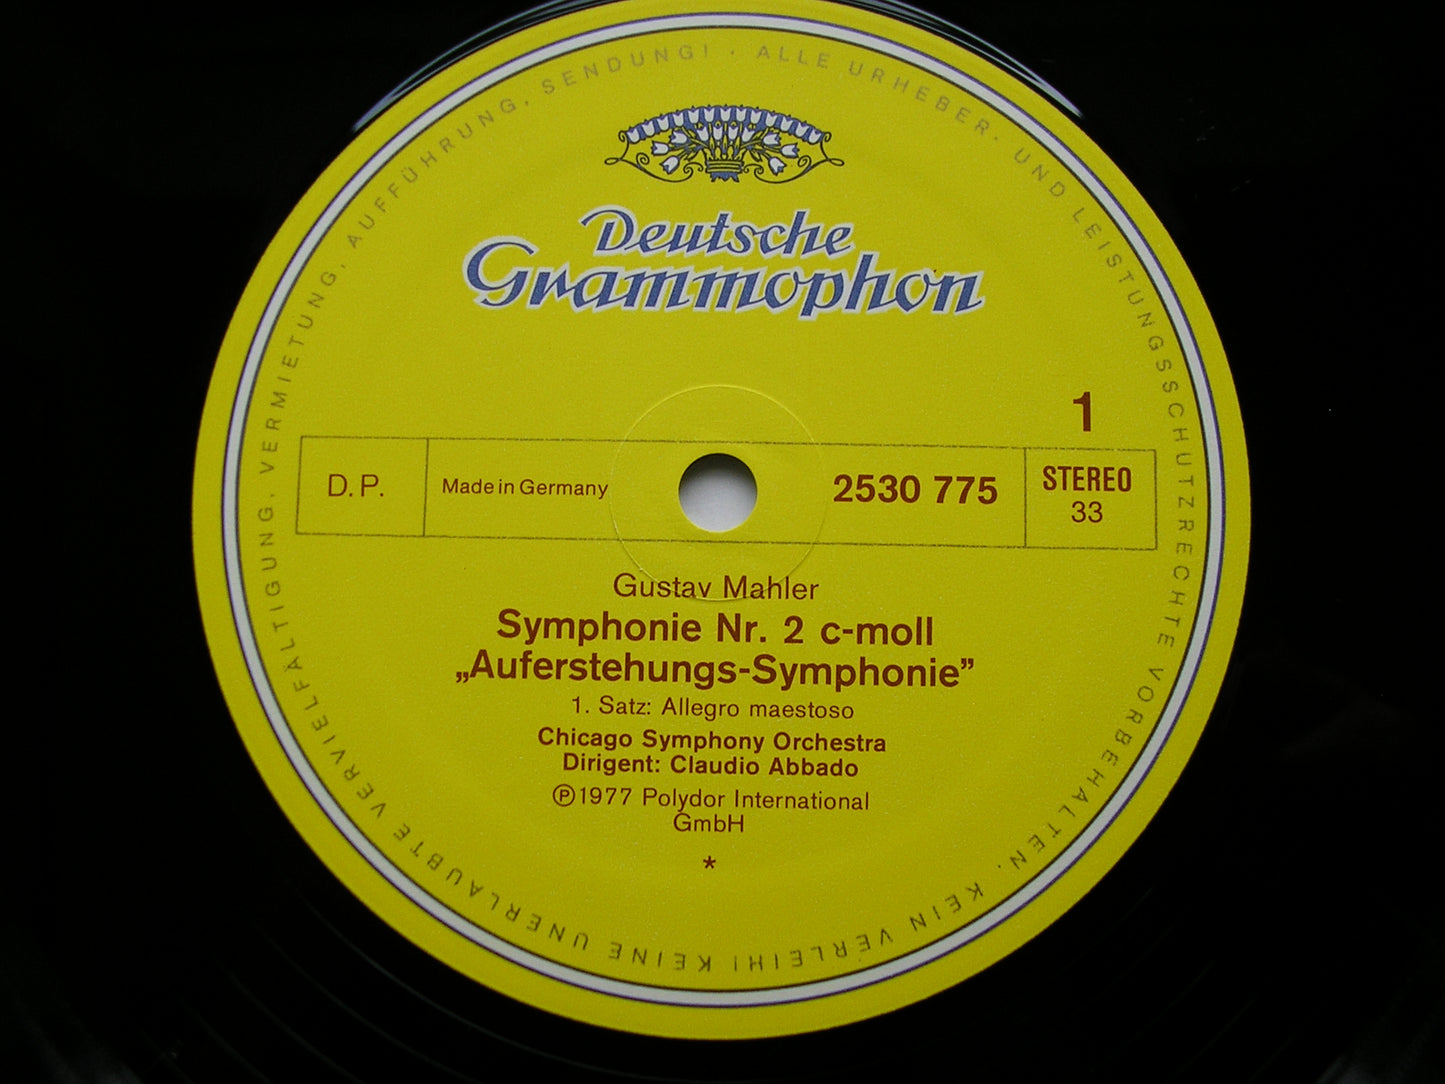 Deutsche
Grammophon
1
D.P.
Made in Germany
2530 775
STEREO
33
Gustav Mahler
Symphonie Nr. 2 c-moll
„Auferstehungs-Symphonie”
1. Satz: Allegro maestoso
Chicago Symphony Orchestra
Dirigent: Claudio Abbado
Ⓟ1977 Polydor International
GmbH
*
ALLE URHEBER- UND LEISTUNGSSCHUTZRECHTE VORBEHALTEN. KEIN VERLEIH! KEINE UNERLAUBTE VERVIELFÄLTIGUNG, VERMIETUNG, AUFFÜHRUNG, SENDUNG! ·